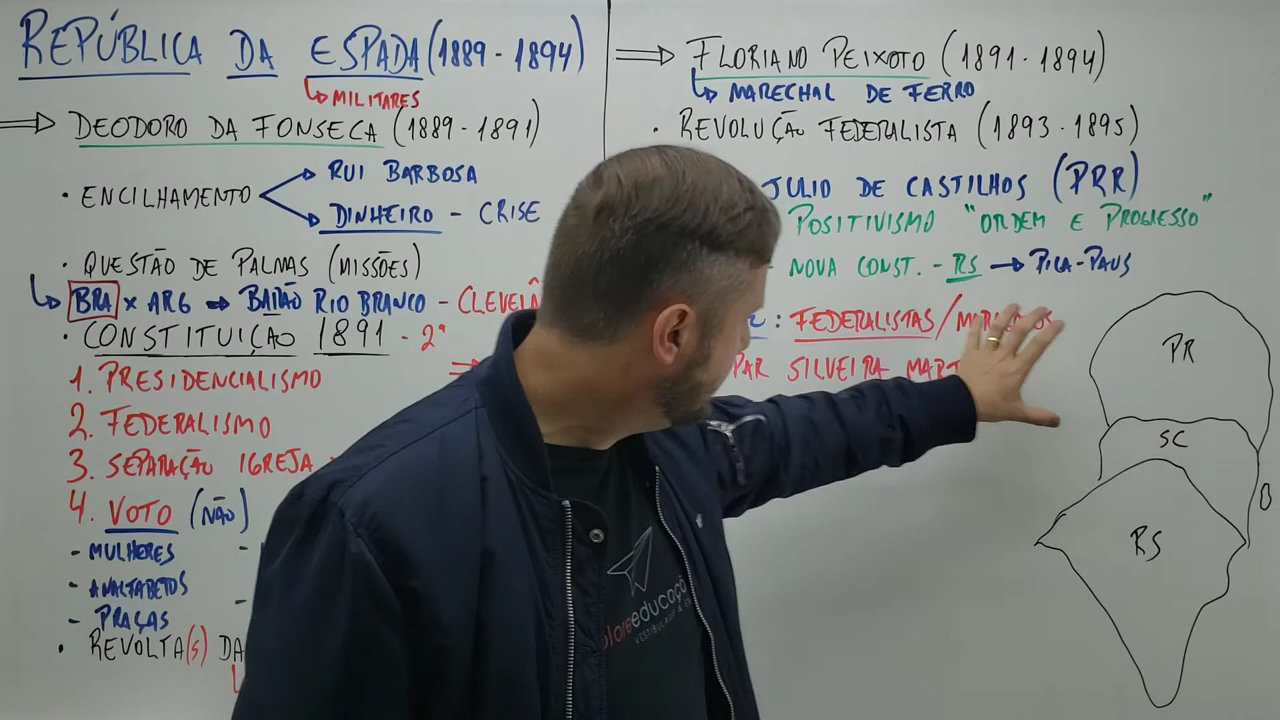 REPÚBLICA DA ESPADA (1889 - 1894)
MILITARES
DEODORO DA FONSECA (1889 - 1891)
• ENCILHAMENTO
RUI BARBOSA
DINHEIRO - CRISE
• QUESTÃO DE PALMAS (MISSÕES)
BRA x ARG → BARÃO RIO BRANCO - CLEVELÂ
• CONSTITUIÇÃO 1891 - 2ª
1. PRESIDENCIALISMO
2. FEDERALISMO
3. SEPARAÇÃO IGREJA
4. VOTO (NÃO)
- MULHERES
- ANALFABETOS
- PRAÇAS
• REVOLTA(S) DA
FLORIANO PEIXOTO (1891 - 1894)
MARECHAL DE FERRO
• REVOLUÇÃO FEDERALISTA (1893 - 1895)
JULIO DE CASTILHOS (PRR)
POSITIVISMO "ORDEM E PROGRESSO"
- NOVA CONST. - RS → PICA-PAUS
: FEDERALISTAS/
PAR SILVEIRA MART
PR
SC
RS
oloreeducaçã